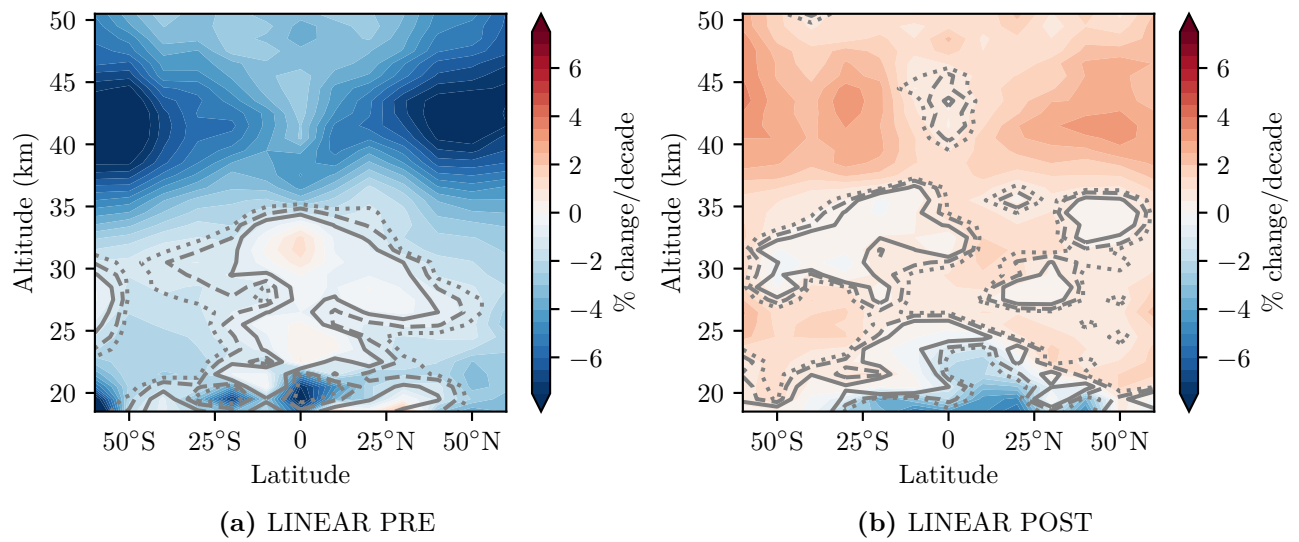 50
45
40
35
30
25
20
Altitude (km)
50°S
25°S
0
25°N
50°N
Latitude
6
4
2
0
−2
−4
−6
% change/decade
(a) LINEAR PRE
50
45
40
35
30
25
20
Altitude (km)
50°S
25°S
0
25°N
50°N
Latitude
6
4
2
0
−2
−4
−6
% change/decade
(b) LINEAR POST